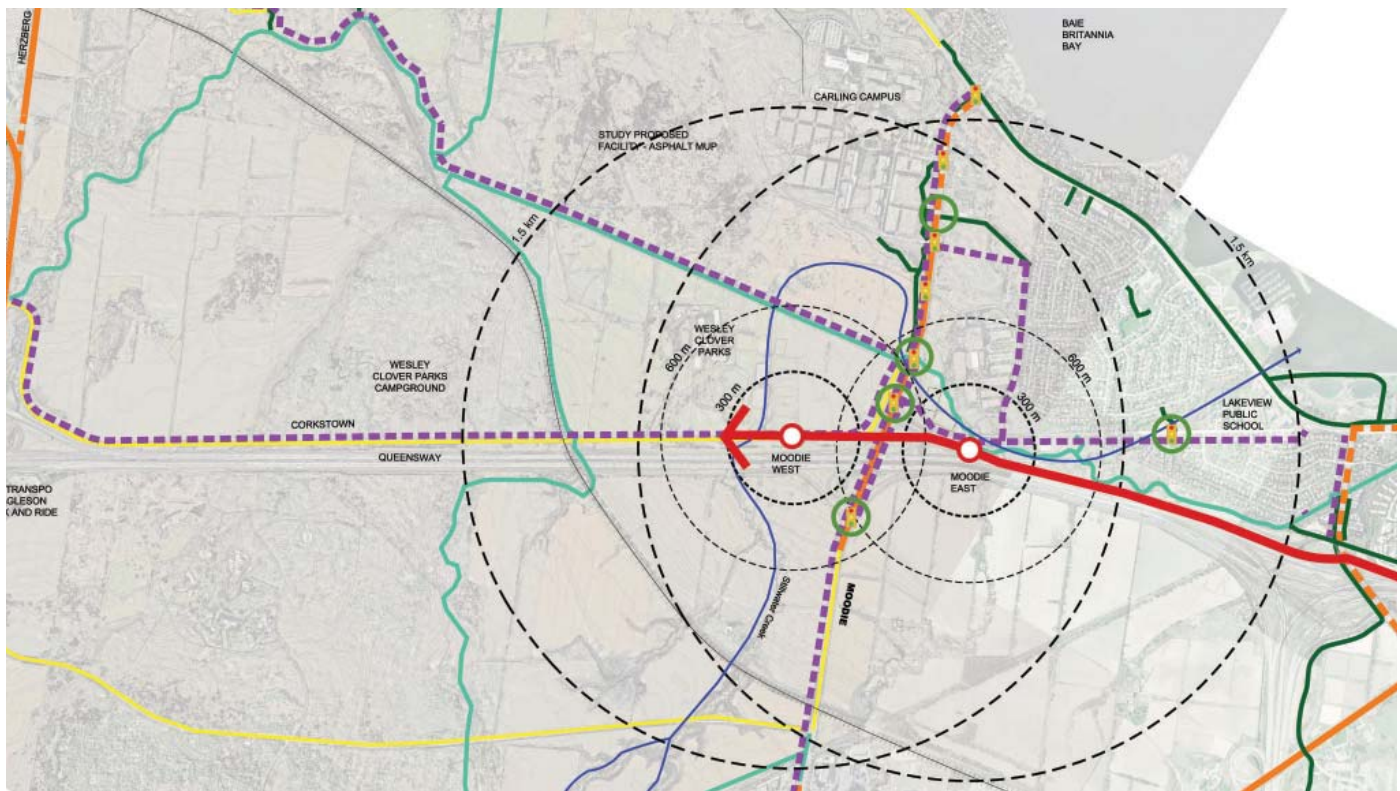 HERZBERG
BAIE
BRITANNIA
BAY
CARLING CAMPUS
STUDY PROPOSED
FACILITY - ASPHALT MUP
1.5 km
1.5 km
WESLEY
CLOVER
PARKS
600 m
600 m
WESLEY
CLOVER PARKS
CAMPGROUND
300 m
300 m
LAKEVIEW
PUBLIC
SCHOOL
CORKSTOWN
QUEENSWAY
MOODIE
WEST
MOODIE
EAST
TRANSPO
GLESON
K AND RIDE
Stillwater Creek
MOODIE